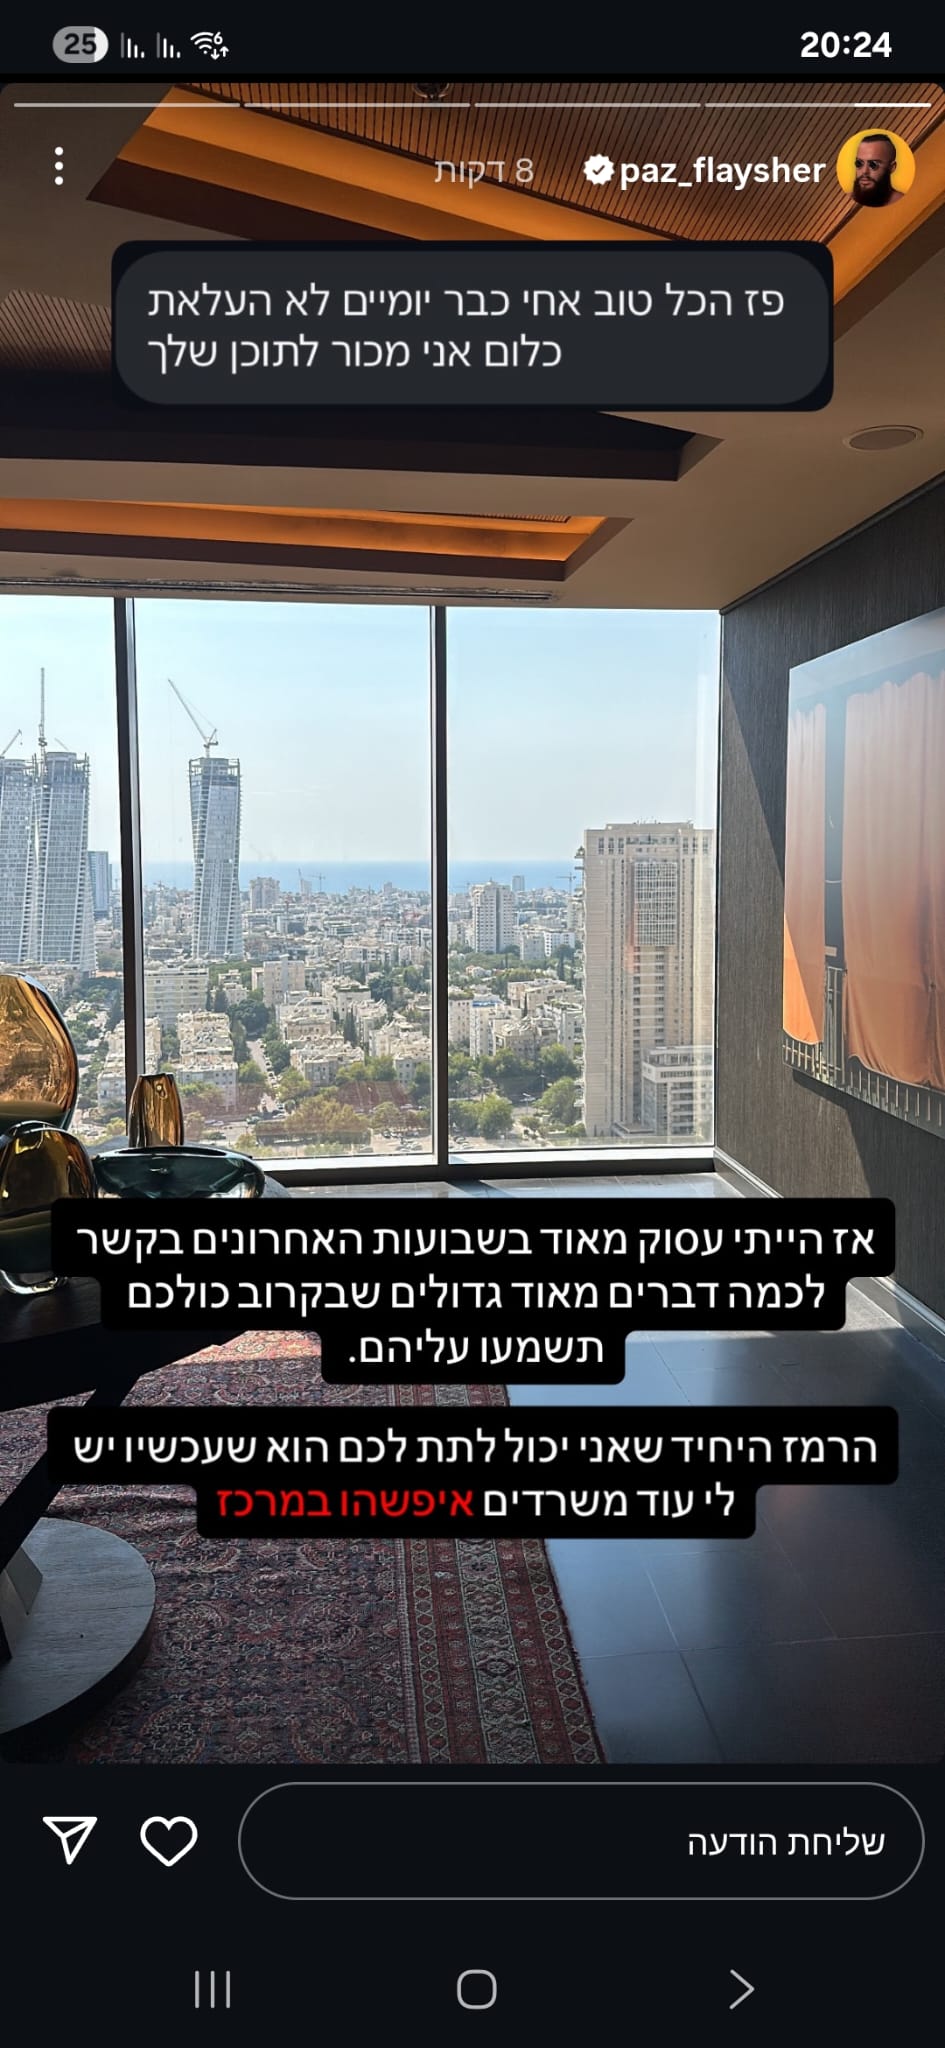 25
20:24
paz_flaysher 8 דקות
פז הכל טוב אחי כבר יומיים לא העלאת
כלום אני מכור לתוכן שלך
אז הייתי עסוק מאוד בשבועות האחרונים בקשר
לכמה דברים מאוד גדולים שבקרוב כולכם
תשמעו עליהם.
הרמז היחיד שאני יכול לתת לכם הוא שעכשיו יש
לי עוד משרדים איפשהו במרכז
שליחת הודעה